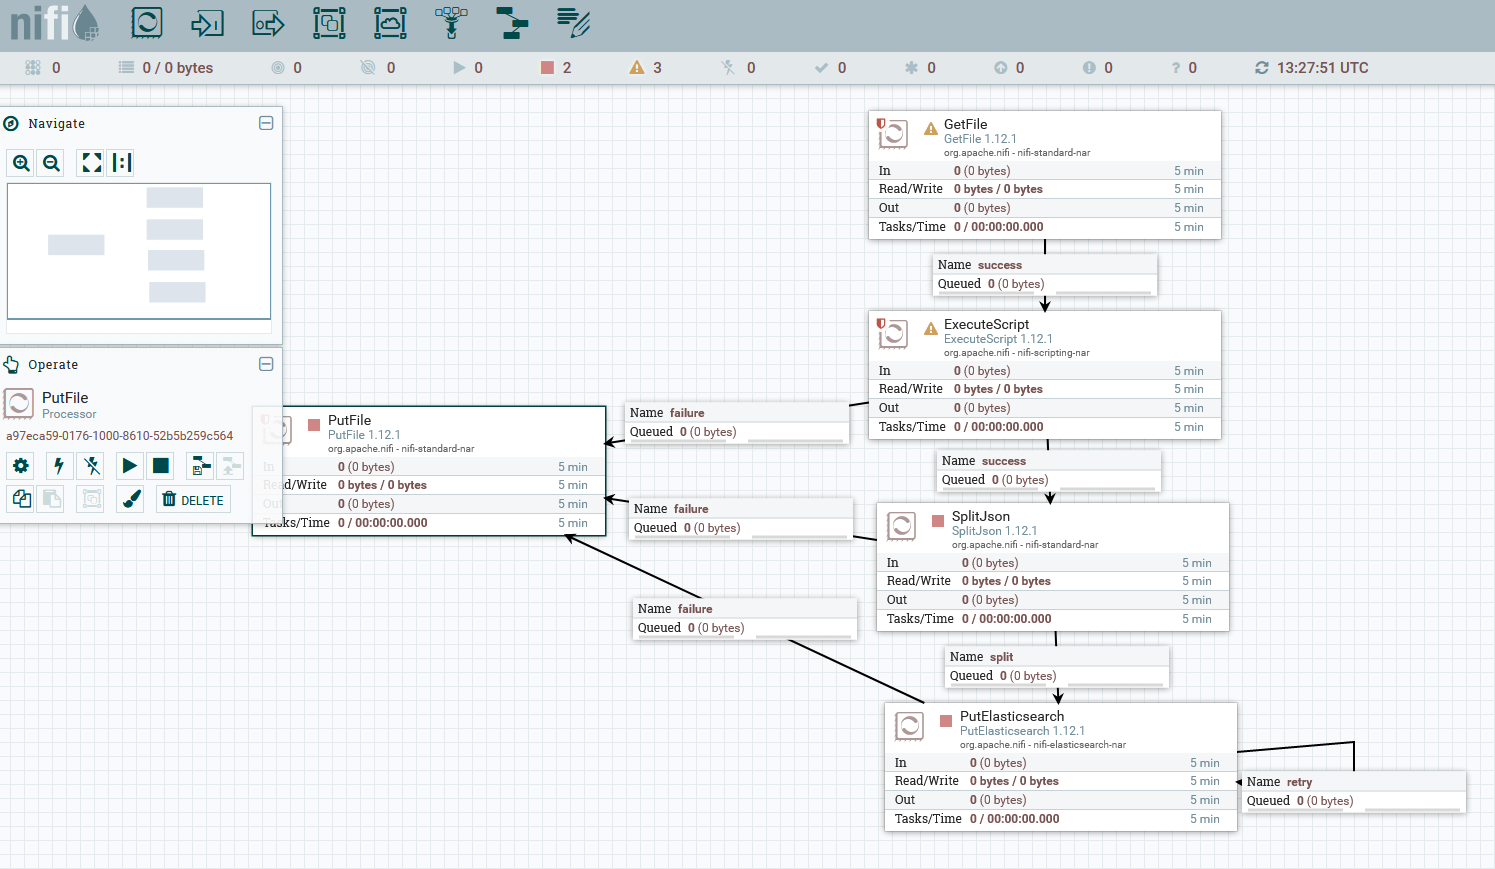 nifi
0 0 / 0 bytes 0 0 0 2 3 0 0 0 0 0 ? 0 13:27:51 UTC
Navigate
Operate
PutFile
Processor
a97eca59-0176-1000-8610-52b5b259c564
DELETE
GetFile
GetFile 1.12.1
org.apache.nifi - nifi-standard-nar
In 0 (0 bytes) 5 min
Read/Write 0 bytes / 0 bytes 5 min
Out 0 (0 bytes) 5 min
Tasks/Time 0 / 00:00:00.000 5 min
Name success
Queued 0 (0 bytes)
ExecuteScript
ExecuteScript 1.12.1
org.apache.nifi - nifi-scripting-nar
In 0 (0 bytes) 5 min
Read/Write 0 bytes / 0 bytes 5 min
Out 0 (0 bytes) 5 min
Tasks/Time 0 / 00:00:00.000 5 min
Name failure
Queued 0 (0 bytes)
PutFile
PutFile 1.12.1
org.apache.nifi - nifi-standard-nar
In 0 (0 bytes) 5 min
Read/Write 0 bytes / 0 bytes 5 min
Out 0 (0 bytes) 5 min
Tasks/Time 0 / 00:00:00.000 5 min
Name success
Queued 0 (0 bytes)
Name failure
Queued 0 (0 bytes)
SplitJson
SplitJson 1.12.1
org.apache.nifi - nifi-standard-nar
In 0 (0 bytes) 5 min
Read/Write 0 bytes / 0 bytes 5 min
Out 0 (0 bytes) 5 min
Tasks/Time 0 / 00:00:00.000 5 min
Name failure
Queued 0 (0 bytes)
Name split
Queued 0 (0 bytes)
PutElasticsearch
PutElasticsearch 1.12.1
org.apache.nifi - nifi-elasticsearch-nar
In 0 (0 bytes) 5 min
Read/Write 0 bytes / 0 bytes 5 min
Out 0 (0 bytes) 5 min
Tasks/Time 0 / 00:00:00.000 5 min
Name retry
Queued 0 (0 bytes)